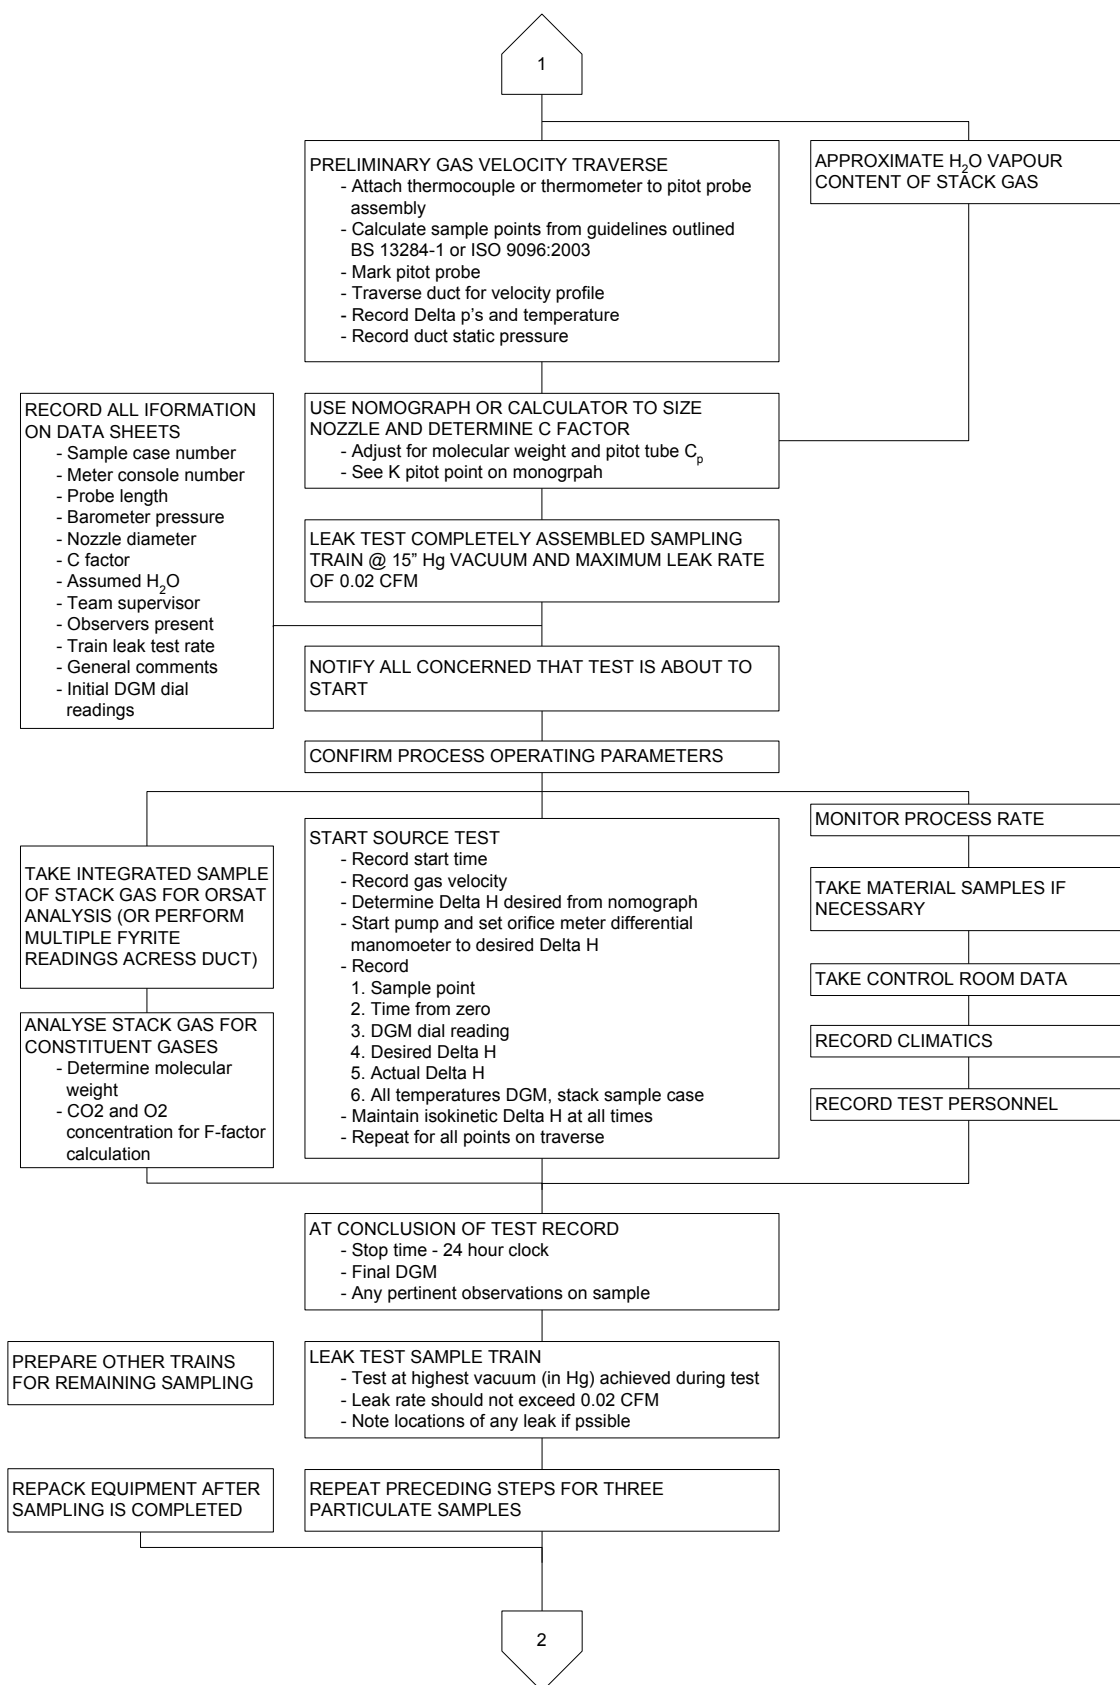 1
PRELIMINARY GAS VELOCITY TRAVERSE
- Attach thermocouple or thermometer to pitot probe
assembly
- Calculate sample points from guidelines outlined
BS 13284-1 or ISO 9096:2003
- Mark pitot probe
- Traverse duct for velocity profile
- Record Delta p's and temperature
- Record duct static pressure
APPROXIMATE H2O VAPOUR
CONTENT OF STACK GAS
RECORD ALL IFORMATION
ON DATA SHEETS
- Sample case number
- Meter console number
- Probe length
- Barometer pressure
- Nozzle diameter
- C factor
- Assumed H2O
- Team supervisor
- Observers present
- Train leak test rate
- General comments
- Initial DGM dial
readings
USE NOMOGRAPH OR CALCULATOR TO SIZE
NOZZLE AND DETERMINE C FACTOR
- Adjust for molecular weight and pitot tube Cp
- See K pitot point on monogrpah
LEAK TEST COMPLETELY ASSEMBLED SAMPLING
TRAIN @ 15” Hg VACUUM AND MAXIMUM LEAK RATE
OF 0.02 CFM
NOTIFY ALL CONCERNED THAT TEST IS ABOUT TO
START
CONFIRM PROCESS OPERATING PARAMETERS
TAKE INTEGRATED SAMPLE
OF STACK GAS FOR ORSAT
ANALYSIS (OR PERFORM
MULTIPLE FYRITE
READINGS ACRESS DUCT)
ANALYSE STACK GAS FOR
CONSTITUENT GASES
- Determine molecular
weight
- CO2 and O2
concentration for F-factor
calculation
START SOURCE TEST
- Record start time
- Record gas velocity
- Determine Delta H desired from nomograph
- Start pump and set orifice meter differential
manomoeter to desired Delta H
- Record
1. Sample point
2. Time from zero
3. DGM dial reading
4. Desired Delta H
5. Actual Delta H
6. All temperatures DGM, stack sample case
- Maintain isokinetic Delta H at all times
- Repeat for all points on traverse
MONITOR PROCESS RATE
TAKE MATERIAL SAMPLES IF
NECESSARY
TAKE CONTROL ROOM DATA
RECORD CLIMATICS
RECORD TEST PERSONNEL
AT CONCLUSION OF TEST RECORD
- Stop time - 24 hour clock
- Final DGM
- Any pertinent observations on sample
PREPARE OTHER TRAINS
FOR REMAINING SAMPLING
LEAK TEST SAMPLE TRAIN
- Test at highest vacuum (in Hg) achieved during test
- Leak rate should not exceed 0.02 CFM
- Note locations of any leak if pssible
REPACK EQUIPMENT AFTER
SAMPLING IS COMPLETED
REPEAT PRECEDING STEPS FOR THREE
PARTICULATE SAMPLES
2